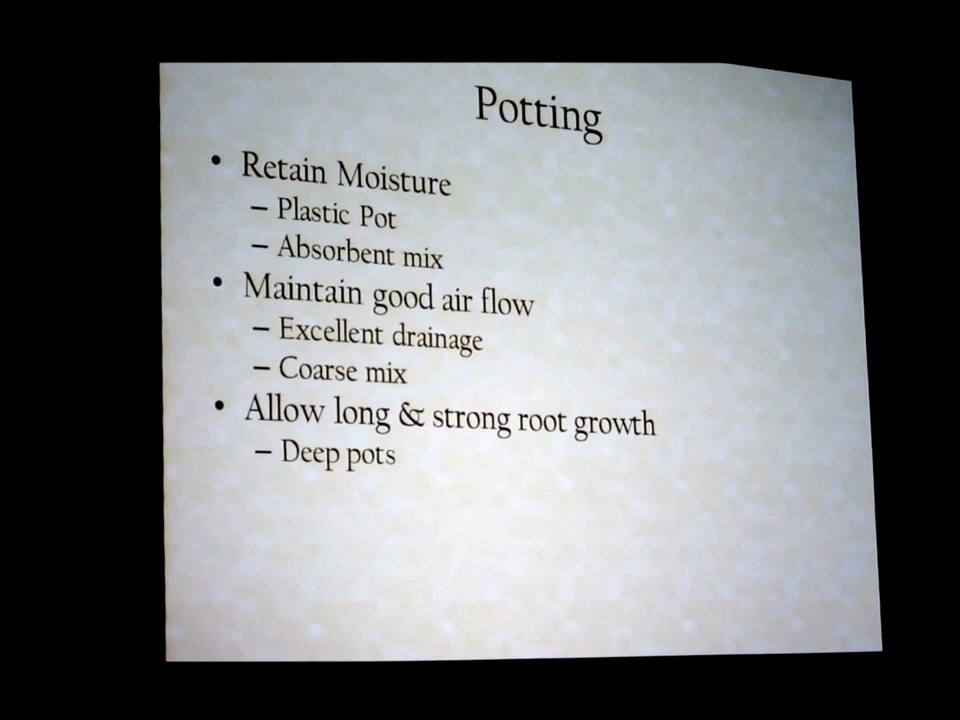 Potting
• Retain Moisture
– Plastic Pot
– Absorbent mix
• Maintain good air flow
– Excellent drainage
– Coarse mix
• Allow long & strong root growth
– Deep pots